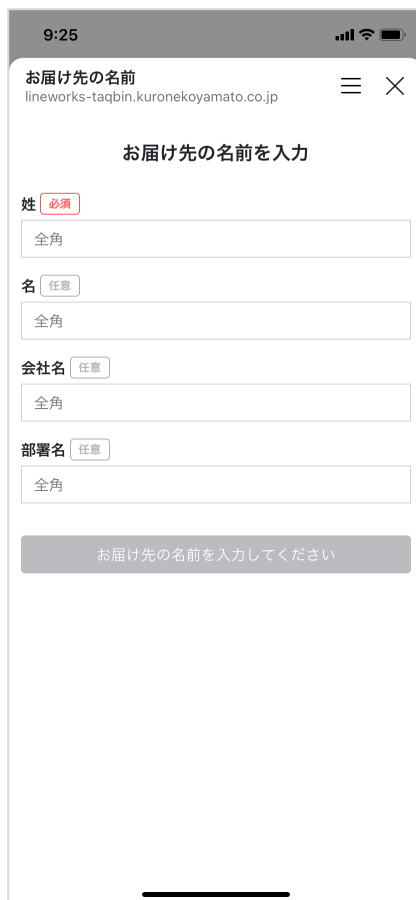 9:25
お届け先の名前
lineworks-taqbin.kuronekoyamato.co.jp
お届け先の名前を入力
姓 必須
全角
名 任意
全角
会社名 任意
全角
部署名 任意
全角
お届け先の名前を入力してください